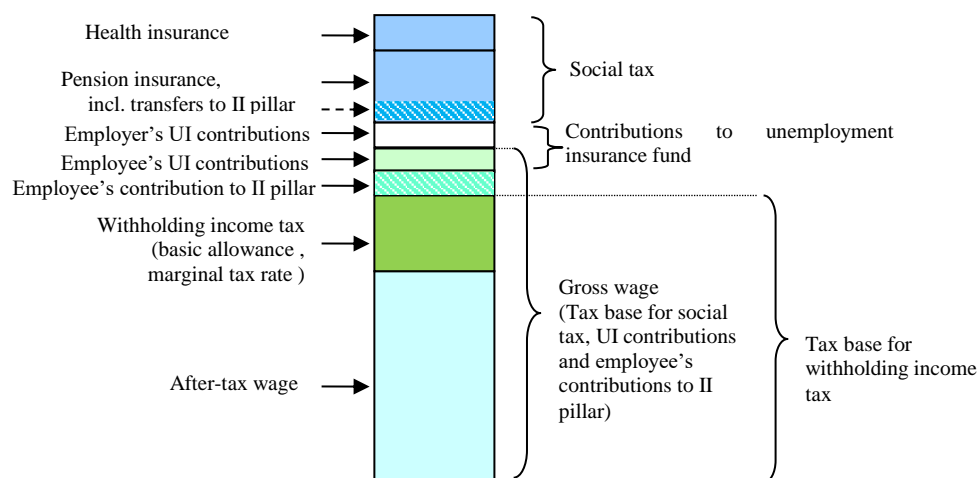 Health insurance
Pension insurance,
incl. transfers to II pillar
Employer's UI contributions
Employee's UI contributions
Employee's contribution to II pillar
Withholding income tax
(basic allowance ,
marginal tax rate )
After-tax wage
Social tax
Contributions to unemployment
insurance fund
Gross wage
(Tax base for social
tax, UI contributions
and employee's
contributions to II
pillar)
Tax base for
withholding income
tax